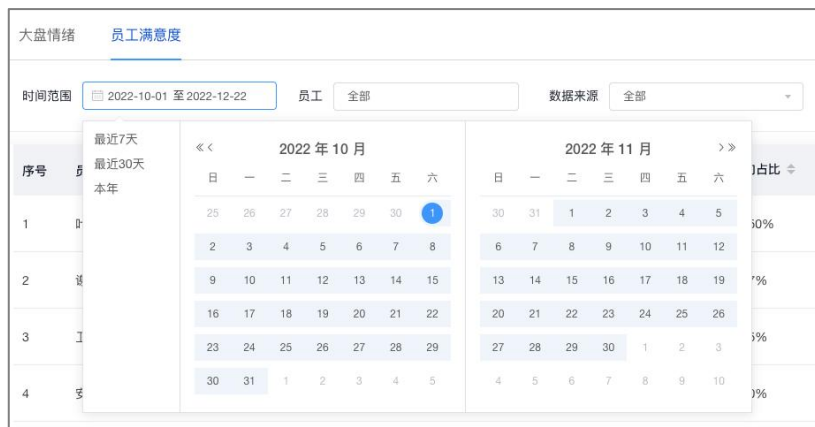 大盘情绪 员工满意度
时间范围 2022-10-01 至 2022-12-22 员工 全部 数据来源 全部
最近7天
最近30天
本年
2022 年 10 月 2022 年 11 月
日 一 二 三 四 五 六 日 一 二 三 四 五 六
25 26 27 28 29 30 1 30 31 1 2 3 4 5
2 3 4 5 6 7 8 6 7 8 9 10 11 12
9 10 11 12 13 14 15 13 14 15 16 17 18 19
16 17 18 19 20 21 22 20 21 22 23 24 25 26
23 24 25 26 27 28 29 27 28 29 30 1 2 3
30 31 1 2 3 4 5 4 5 6 7 8 9 10
序号 占比
1
2
3
4